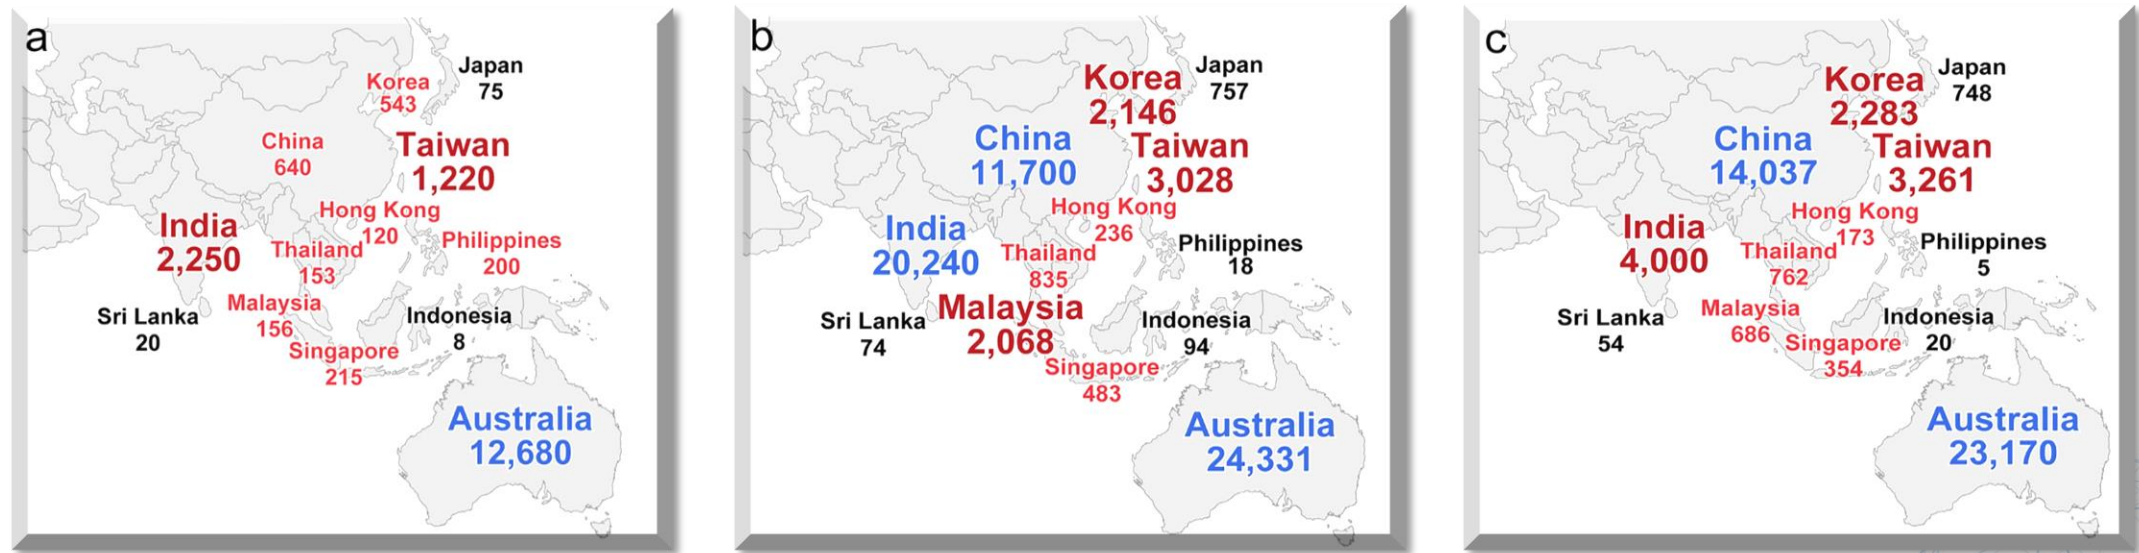 a
Japan
75
Korea
543
China
640
Taiwan
1,220
India
2,250
Hong Kong
120
Thailand
153
Philippines
200
Malaysia
156
Sri Lanka
20
Indonesia
8
Singapore
215
Australia
12,680
b
Japan
757
Korea
2,146
China
11,700
Taiwan
3,028
Hong Kong
236
India
20,240
Thailand
835
Philippines
18
Malaysia
2,068
Sri Lanka
74
Indonesia
94
Singapore
483
Australia
24,331
c
Japan
748
Korea
2,283
China
14,037
Taiwan
3,261
Hong Kong
173
India
4,000
Thailand
762
Philippines
5
Malaysia
686
Sri Lanka
54
Indonesia
20
Singapore
354
Australia
23,170